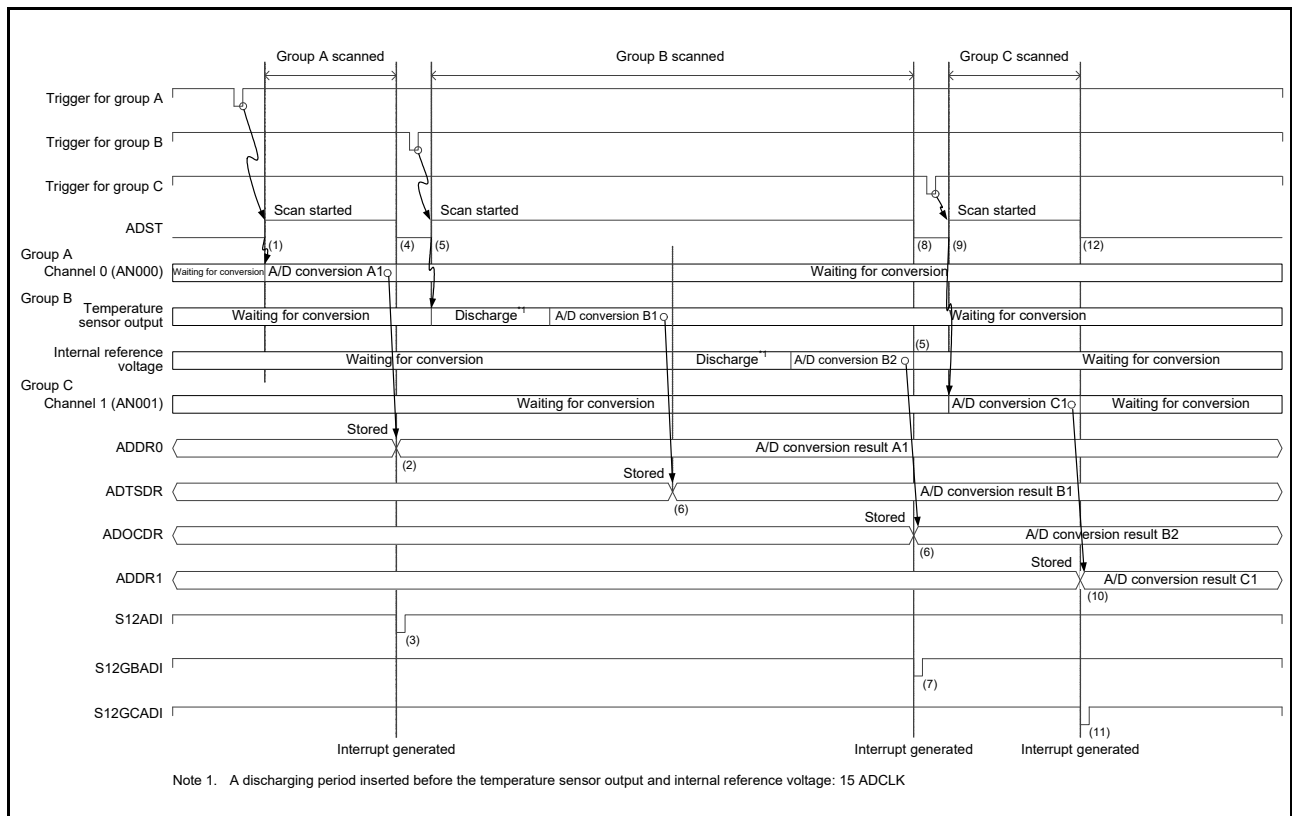 Group A scanned
Group B scanned
Group C scanned
Trigger for group A
Trigger for group B
Trigger for group C
Scan started
Scan started
Scan started
ADST
(1)
(4)
(5)
(8)
(9)
(12)
Group A
Channel 0 (AN000)
Waiting for conversion
A/D conversion A1
Waiting for conversion
Group B
Temperature
sensor output
Waiting for conversion
Discharge*1
A/D conversion B1
Waiting for conversion
(5)
Internal reference
voltage
Waiting for conversion
Discharge*1
A/D conversion B2
Waiting for conversion
Group C
Channel 1 (AN001)
Waiting for conversion
A/D conversion C1
Waiting for conversion
Stored
ADDR0
A/D conversion result A1
(2)
Stored
ADTSDR
A/D conversion result B1
(6)
Stored
ADOCDR
A/D conversion result B2
(6)
Stored
ADDR1
A/D conversion result C1
(10)
S12ADI
(3)
S12GBADI
(7)
S12GCADI
(11)
Interrupt generated
Interrupt generated
Interrupt generated
Note 1. A discharging period inserted before the temperature sensor output and internal reference voltage: 15 ADCLK